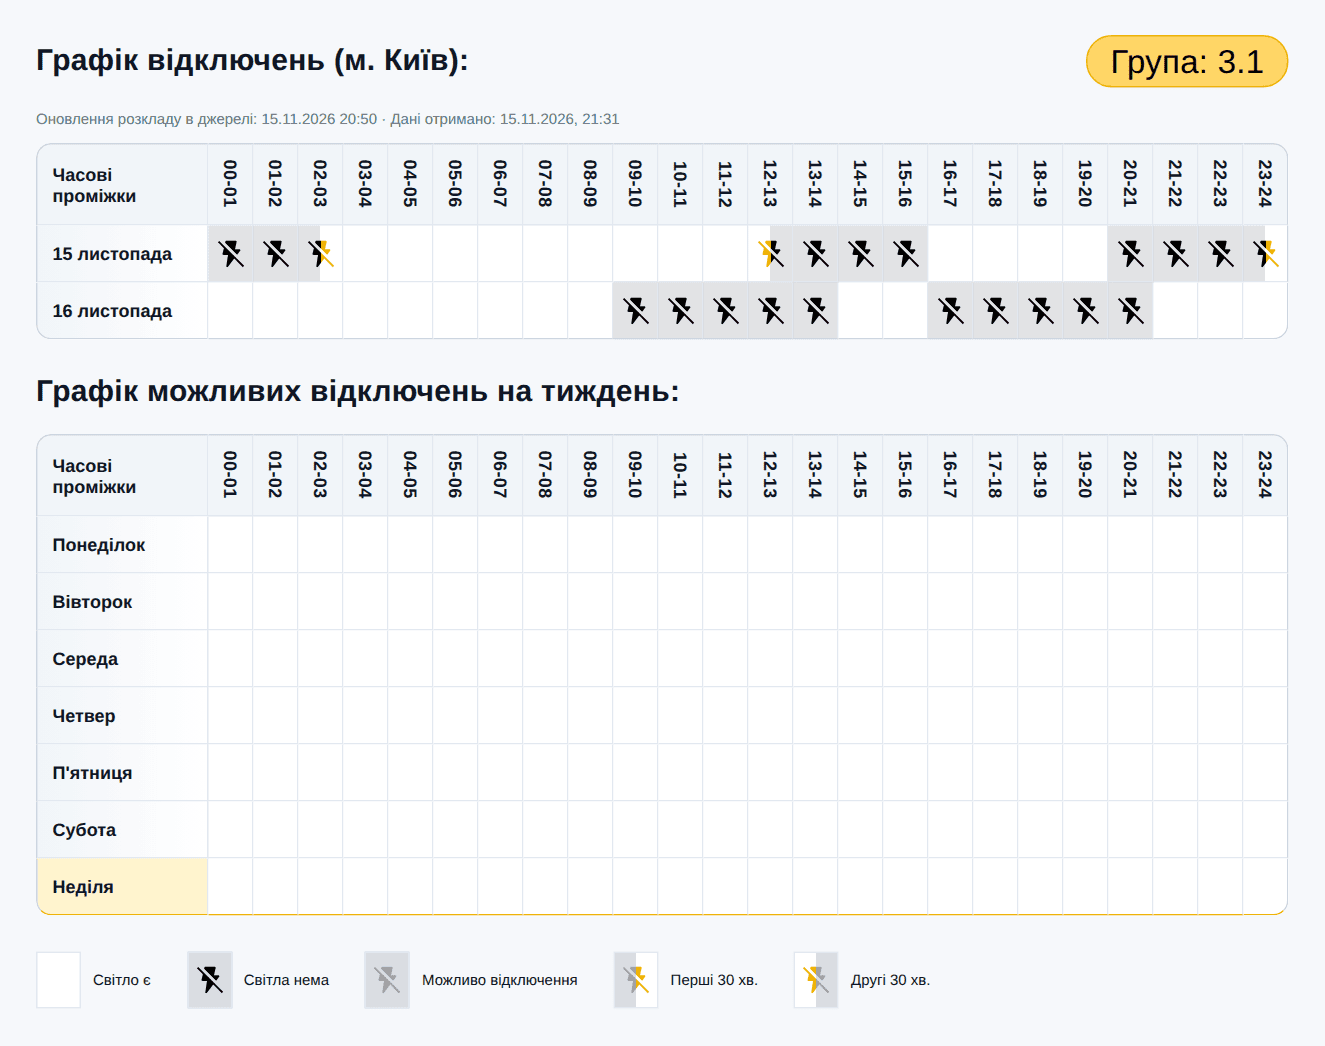 Графік відключень (м. Київ):
Група: 3.1
Оновлення розкладу в джерелі: 15.11.2026 20:50 · Дані отримано: 15.11.2026, 21:31
Часові
проміжки
00-01 01-02 02-03 03-04 04-05 05-06 06-07 07-08 08-09 09-10 10-11 11-12 12-13 13-14 14-15 15-16 16-17 17-18 18-19 19-20 20-21 21-22 22-23 23-24
15 листопада
16 листопада
Графік можливих відключень на тиждень:
Часові
проміжки
00-01 01-02 02-03 03-04 04-05 05-06 06-07 07-08 08-09 09-10 10-11 11-12 12-13 13-14 14-15 15-16 16-17 17-18 18-19 19-20 20-21 21-22 22-23 23-24
Понеділок
Вівторок
Середа
Четвер
П'ятниця
Субота
Неділя
Світло є Світла нема Можливо відключення Перші 30 хв. Другі 30 хв.